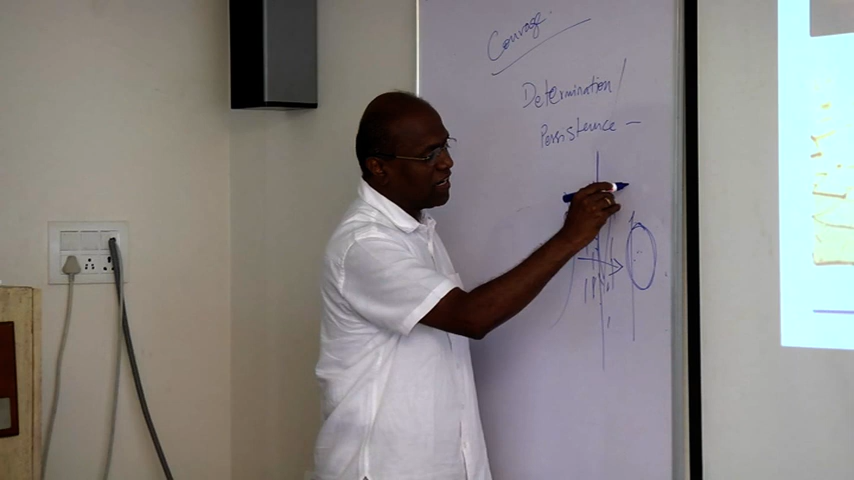 Courage.
Determination/
Persistence –